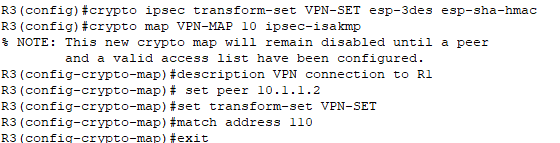 R3(config)#crypto ipsec transform-set VPN-SET esp-3des esp-sha-hmac
R3(config)#crypto map VPN-MAP 10 ipsec-isakmp
% NOTE: This new crypto map will remain disabled until a peer
        and a valid access list have been configured.
R3(config-crypto-map)#description VPN connection to R1
R3(config-crypto-map)# set peer 10.1.1.2
R3(config-crypto-map)#set transform-set VPN-SET
R3(config-crypto-map)#match address 110
R3(config-crypto-map)#exit